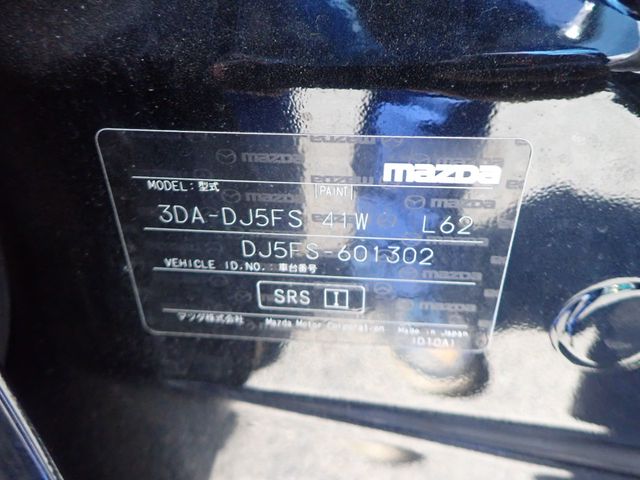 mazda
MODEL:型式 PAINT
3DA-DJ5FS 41W L62
DJ5FS-601302
VEHICLE ID.NO.:車台番号
SRS I
マツダ株式会社 Mazda Motor Corporation Made in Japan